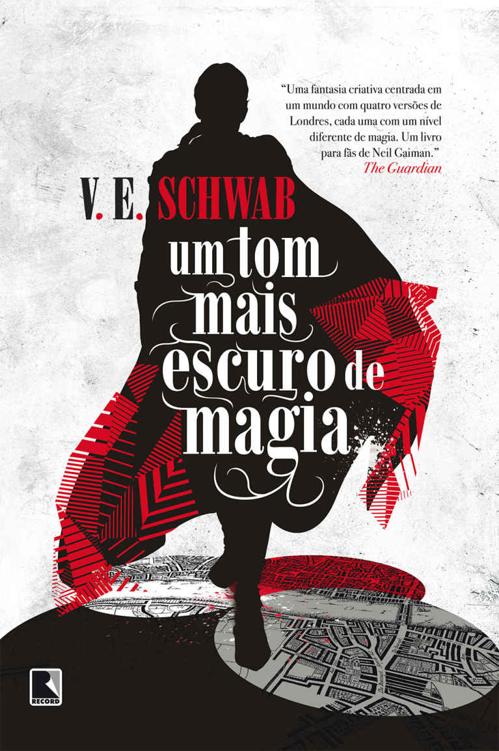 “Uma fantasia criativa centrada em
um mundo com quatro versões de
Londres, cada uma com um nível
diferente de magia. Um livro
para fãs de Neil Gaiman.”
The Guardian
V. E. SCHWAB
um tom
mais
escuro de
magia
RECORD